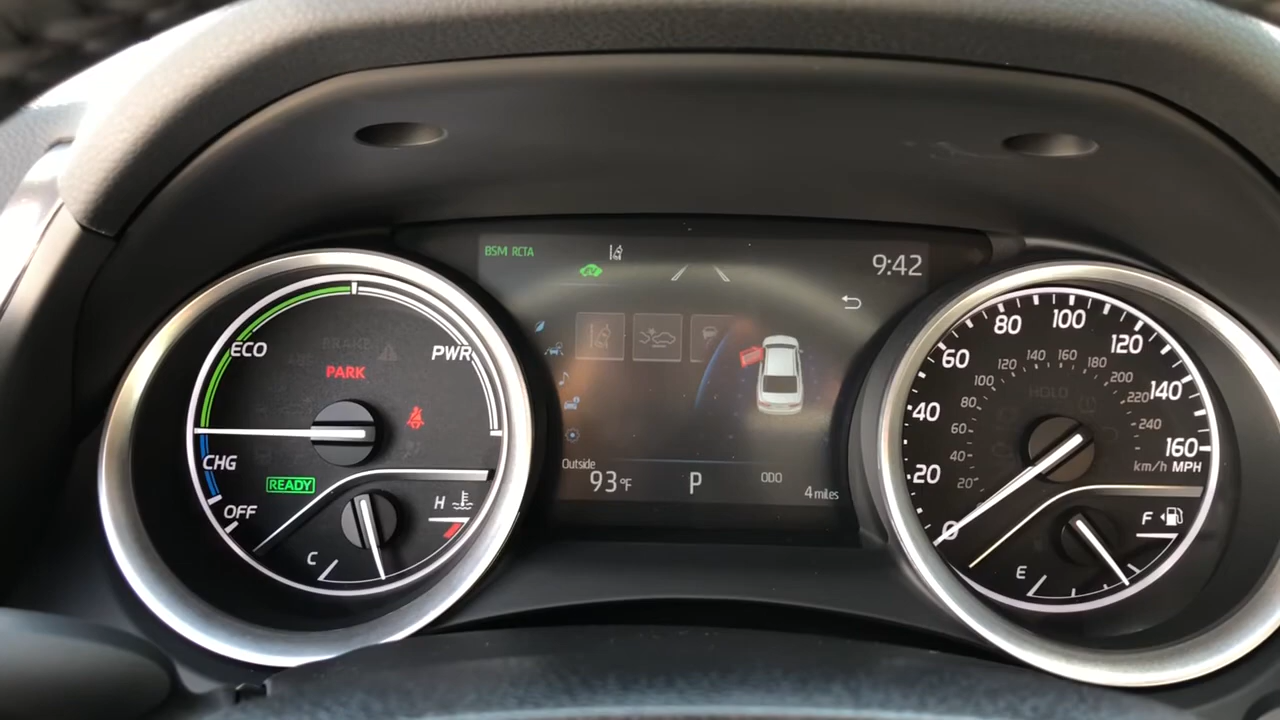 BSM RCTA
EV
9:42
ECO
PWR
BRAKE
PARK
CHG
READY
OFF
H
C
Outside
93°F
P
ODO
4 miles
0
20
40
60
80
100
120
140
160
km/h MPH
20
40
60
80
100
120
140
160
180
200
220
240
HOLD
F
E